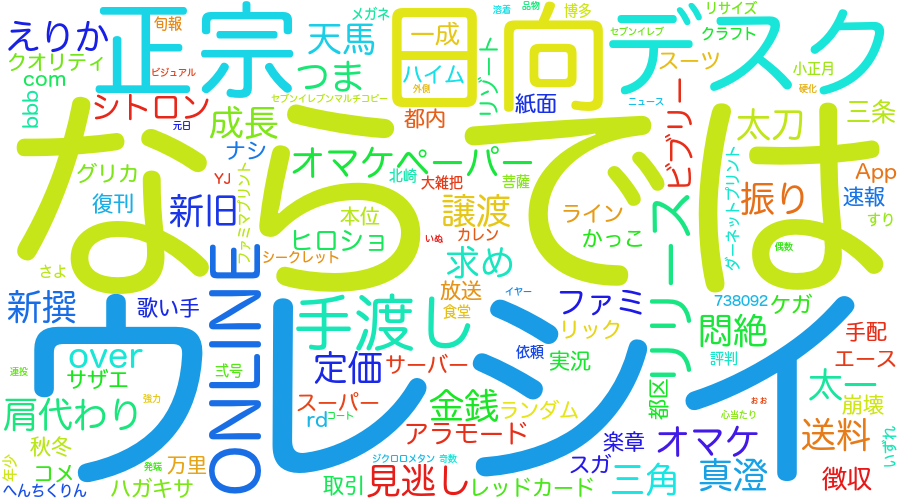 えりか
正宗
旬報
メガネ
天馬
日向
一成
溶着
品物
博多
リサイズ
デスク
セブンイレブ
クラフト
クオリティ
com
bbb
ビジュアル
つま
ハイム
外側
リゾート
紙面
スーツ
小正月
硬化
ニュース
三条
シトロン
元日
成長
セブンイレブンマルチコピー
都内
ビブリー
太刀
ならでは
ナシ
オマケペーパー
グリカ
YJ
ファミマプリント
北崎
大雑把
菩薩
ダーネットプリント
App
振り
速報
復刊
新旧
本位
譲渡
ライン
リリース
すり
ヒロショ
いぬ
カレン
かっこ
偶数
さよ
シークレット
求め
ONLINE
放送
イヤー
新撰
歌い手
手渡し
食堂
ファミ
リック
738092
ケガ
悶絶
手配
ウレシイ
over
サザエ
定価
サーバー
依頼
実況
評判
エース
連投
弐号
太一
肩代わり
強力
スーパー
rd
コート
金銭
ランダム
都区
ぉぉ
心当たり
崩壊
アラモード
楽章
オマケ
送料
いずれ
秋冬
年少
コメ
発端
万里
ジクロロメタン
奇数
スガ
へんちくりん
ハガキサ
取引
見逃し
レッドカード
三角
真澄
徴収